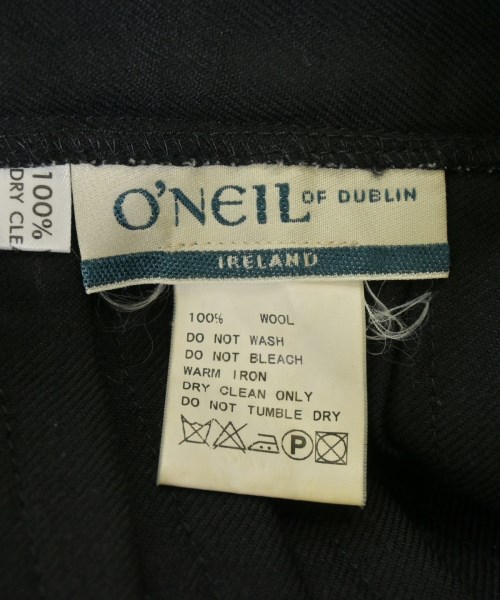 100%
DRY CLEA
O'NEIL OF DUBLIN
IRELAND
100% WOOL
DO NOT WASH
DO NOT BLEACH
WARM IRON
DRY CLEAN ONLY
DO NOT TUMBLE DRY
P